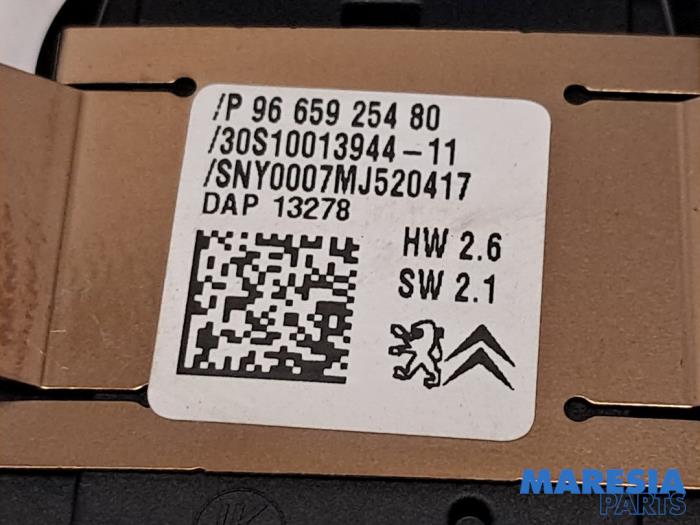 /P 96 659 254 80
/30S10013944-11
/SNY0007MJ520417
DAP 13278
HW 2.6
SW 2.1
MARESIA
PARTS